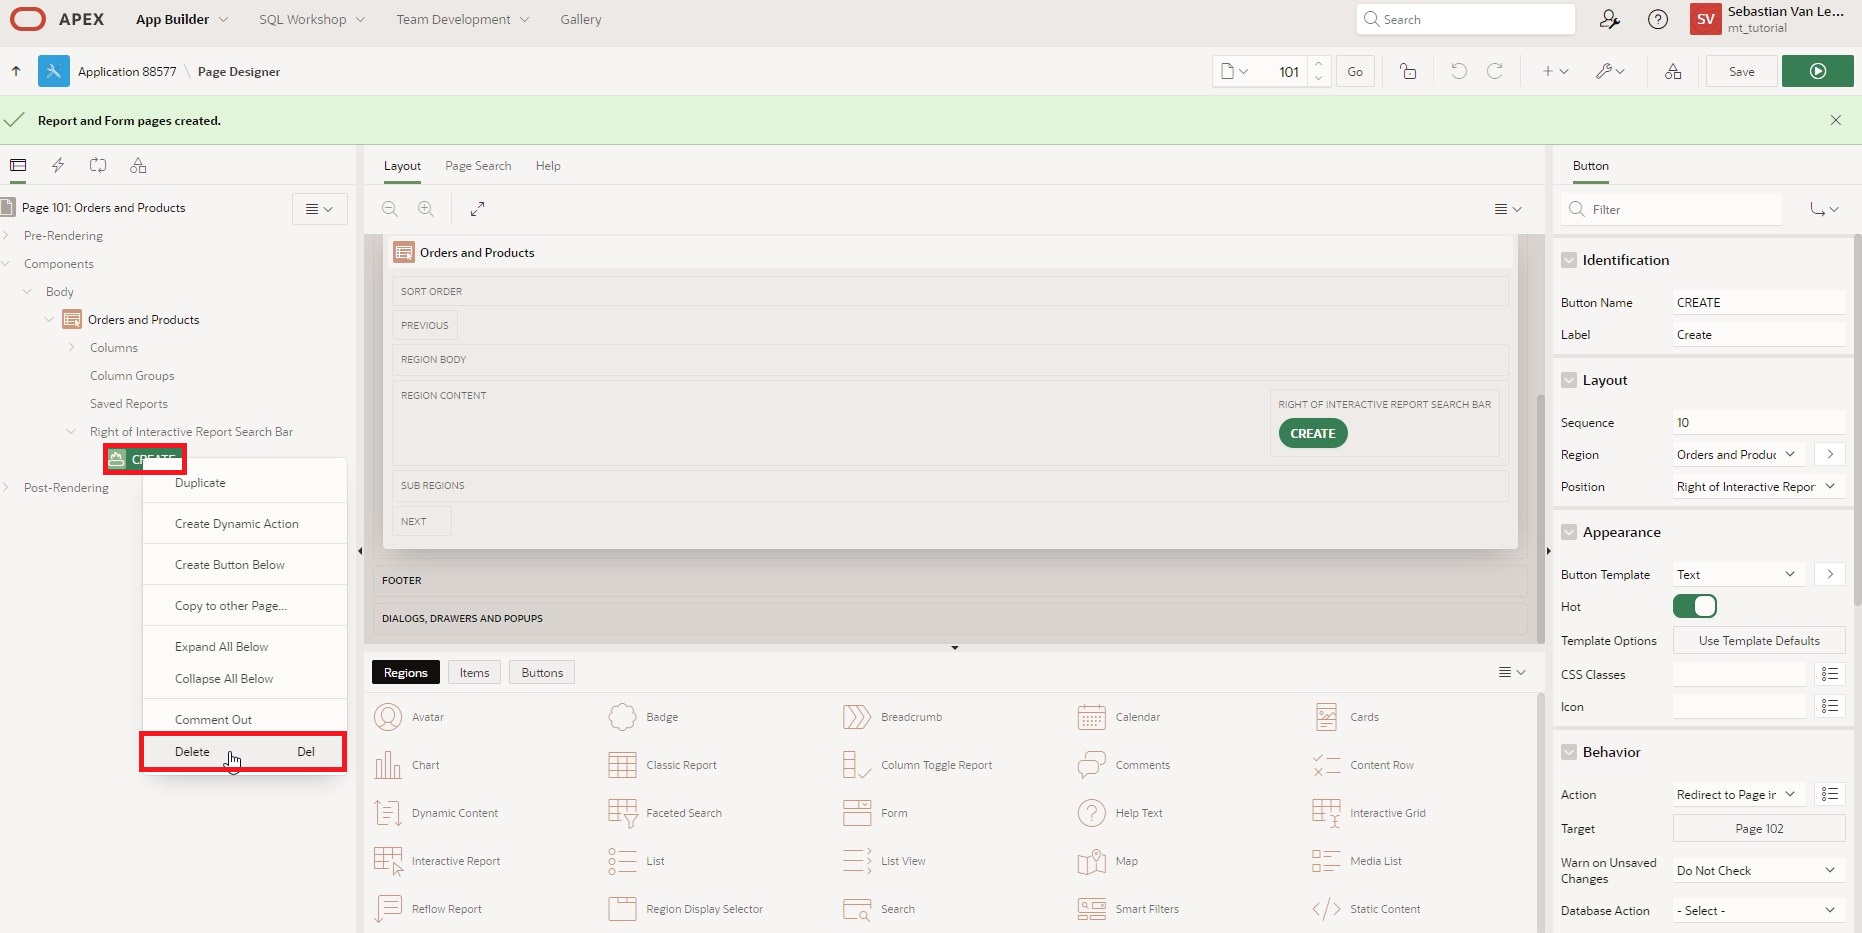 APEX App Builder SQL Workshop Team Development Gallery Search SV Sebastian Van Le...
mt_tutorial
Application 88577 \ Page Designer 101 Go Save
Report and Form pages created.
Page 101: Orders and Products
Pre-Rendering
Components
Body
Orders and Products
Columns
Column Groups
Saved Reports
Right of Interactive Report Search Bar
Post-Rendering
Duplicate
Create Dynamic Action
Create Button Below
Copy to other Page...
Expand All Below
Collapse All Below
Comment Out
Delete Del
Layout Page Search Help
Orders and Products
SORT ORDER
PREVIOUS
REGION BODY
REGION CONTENT
RIGHT OF INTERACTIVE REPORT SEARCH BAR
CREATE
SUB REGIONS
NEXT
FOOTER
DIALOGS, DRAWERS AND POPUPS
Regions Items Buttons
Avatar Badge Breadcrumb Calendar Cards
Chart Classic Report Column Toggle Report Comments Content Row
Dynamic Content Faceted Search Form Help Text Interactive Grid
Interactive Report List List View Map Media List
Reflow Report Region Display Selector Search Smart Filters Static Content
Button
Filter
Identification
Button Name CREATE
Label Create
Layout
Sequence 10
Region Orders and Produc
Position Right of Interactive Repor
Appearance
Button Template Text
Hot
Template Options Use Template Defaults
CSS Classes
Icon
Behavior
Action Redirect to Page in
Target Page 102
Warn on Unsaved
Changes Do Not Check
Database Action - Select -